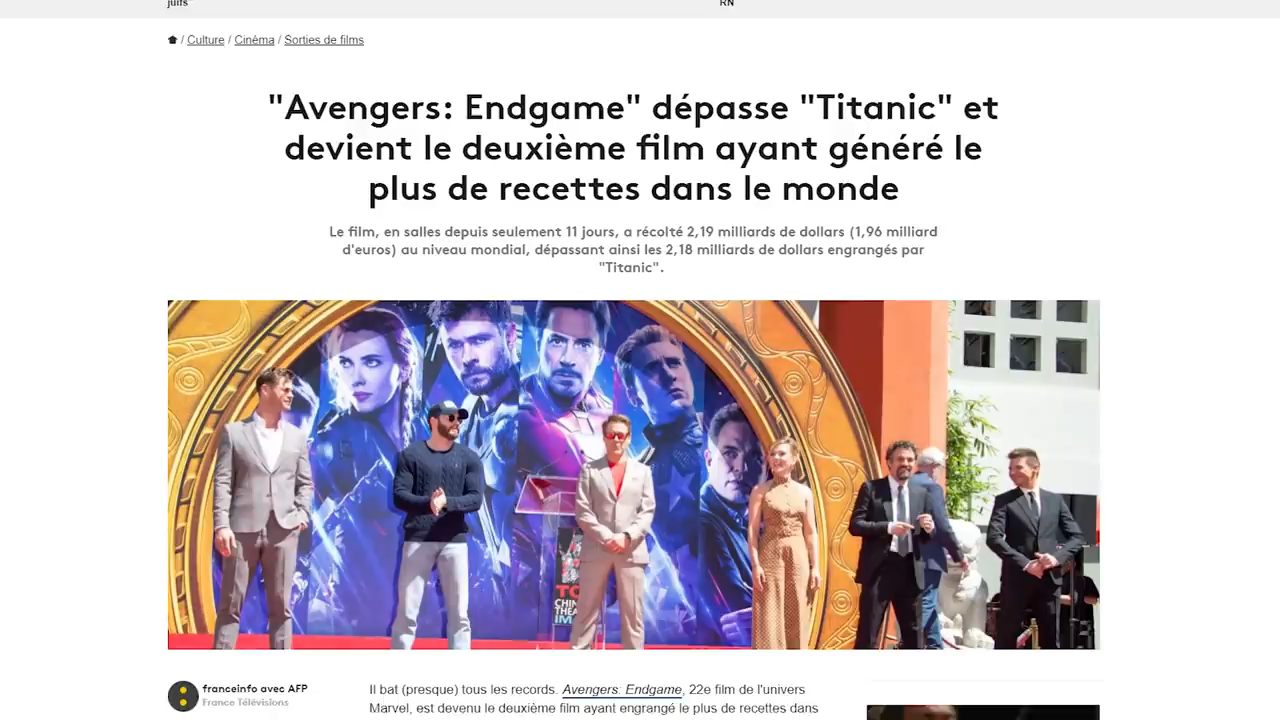 juifs"
RN
/ Culture / Cinéma / Sorties de films
"Avengers: Endgame" dépasse "Titanic" et
devient le deuxième film ayant généré le
plus de recettes dans le monde
Le film, en salles depuis seulement 11 jours, a récolté 2,19 milliards de dollars (1,96 milliard
d'euros) au niveau mondial, dépassant ainsi les 2,18 milliards de dollars engrangés par
"Titanic".
franceinfo avec AFP
France Télévisions
Il bat (presque) tous les records. Avengers: Endgame, 22e film de l'univers
Marvel, est devenu le deuxième film ayant engrangé le plus de recettes dans